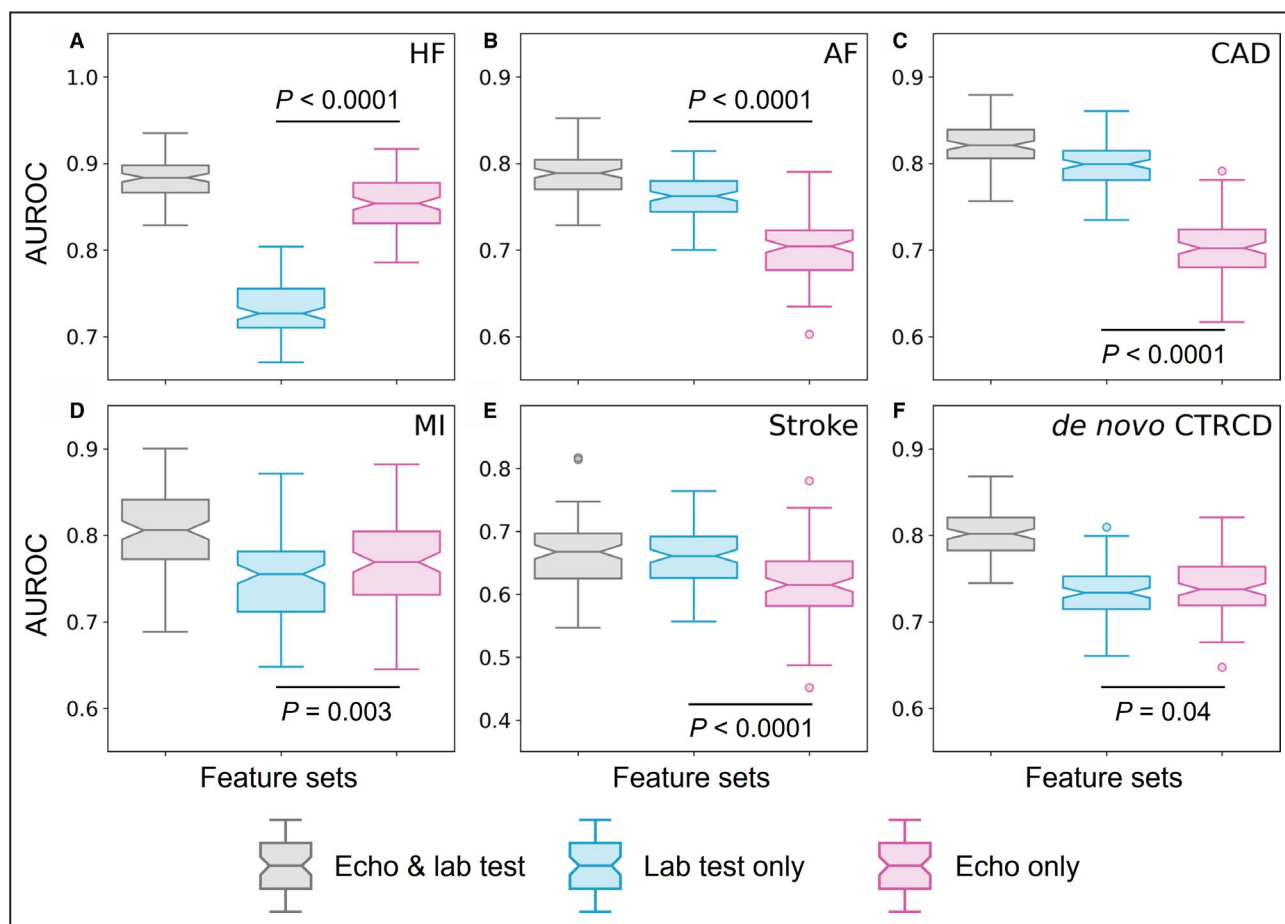 A
HF
1.0
0.9
0.8
0.7
AUROC
P < 0.0001
B
AF
0.9
0.8
0.7
0.6
P < 0.0001
C
CAD
0.9
0.8
0.7
0.6
P < 0.0001
D
MI
0.9
0.8
0.7
0.6
AUROC
P = 0.003
Feature sets
E
Stroke
0.8
0.7
0.6
0.5
0.4
P < 0.0001
Feature sets
F
de novo CTRCD
0.9
0.8
0.7
0.6
P = 0.04
Feature sets
Echo & lab test
Lab test only
Echo only